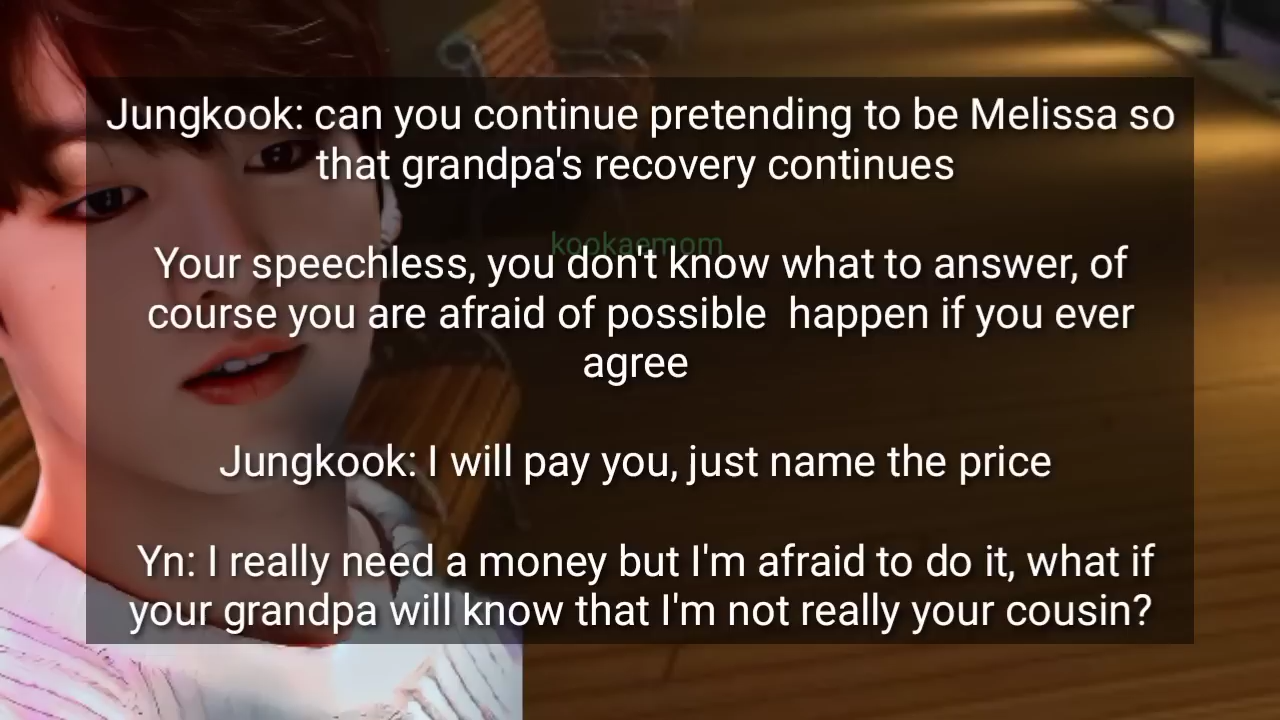 Jungkook: can you continue pretending to be Melissa so
that grandpa's recovery continues
kookaemom
Your speechless, you don't know what to answer, of
course you are afraid of possible  happen if you ever
agree
Jungkook: I will pay you, just name the price
Yn: I really need a money but I'm afraid to do it, what if
your grandpa will know that I'm not really your cousin?